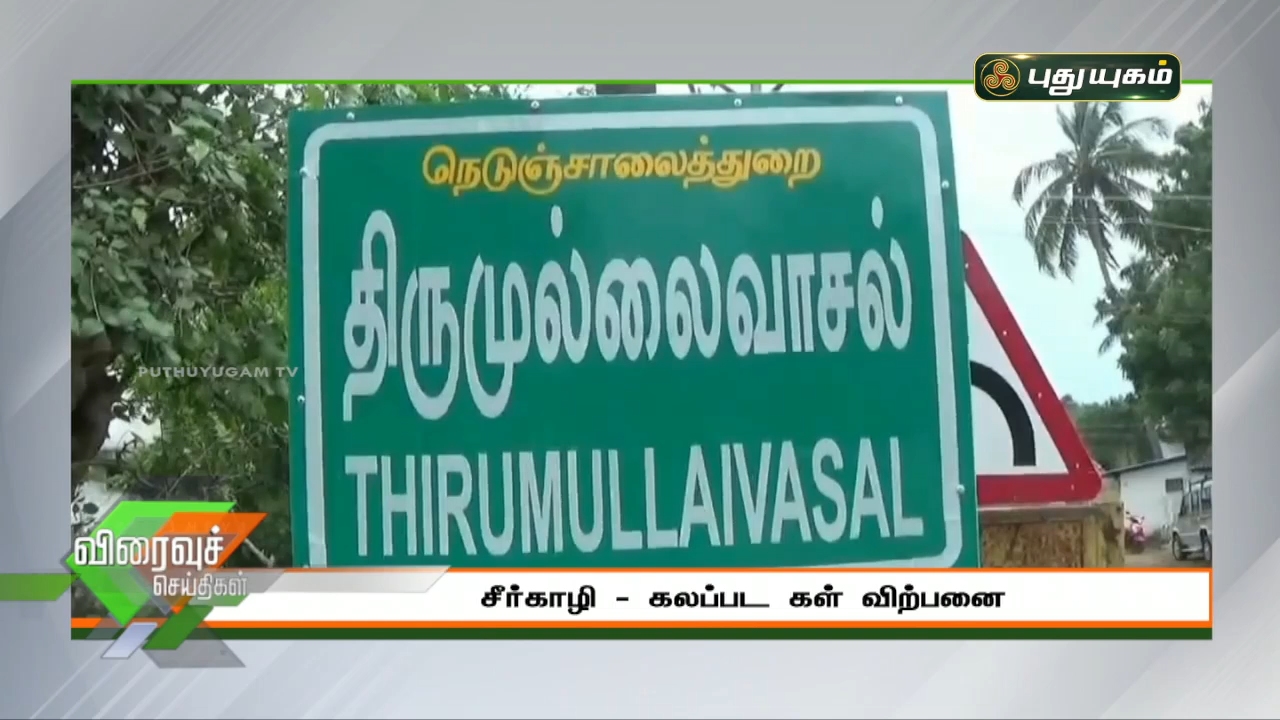 புதுயுகம்
நெடுஞ்சாலைத்துறை
திருமுல்லைவாசல்
THIRUMULLAIVASAL
PUTHUYUGAM TV
விரைவுச்
செய்திகள்
சீர்காழி - கலப்பட கள் விற்பனை